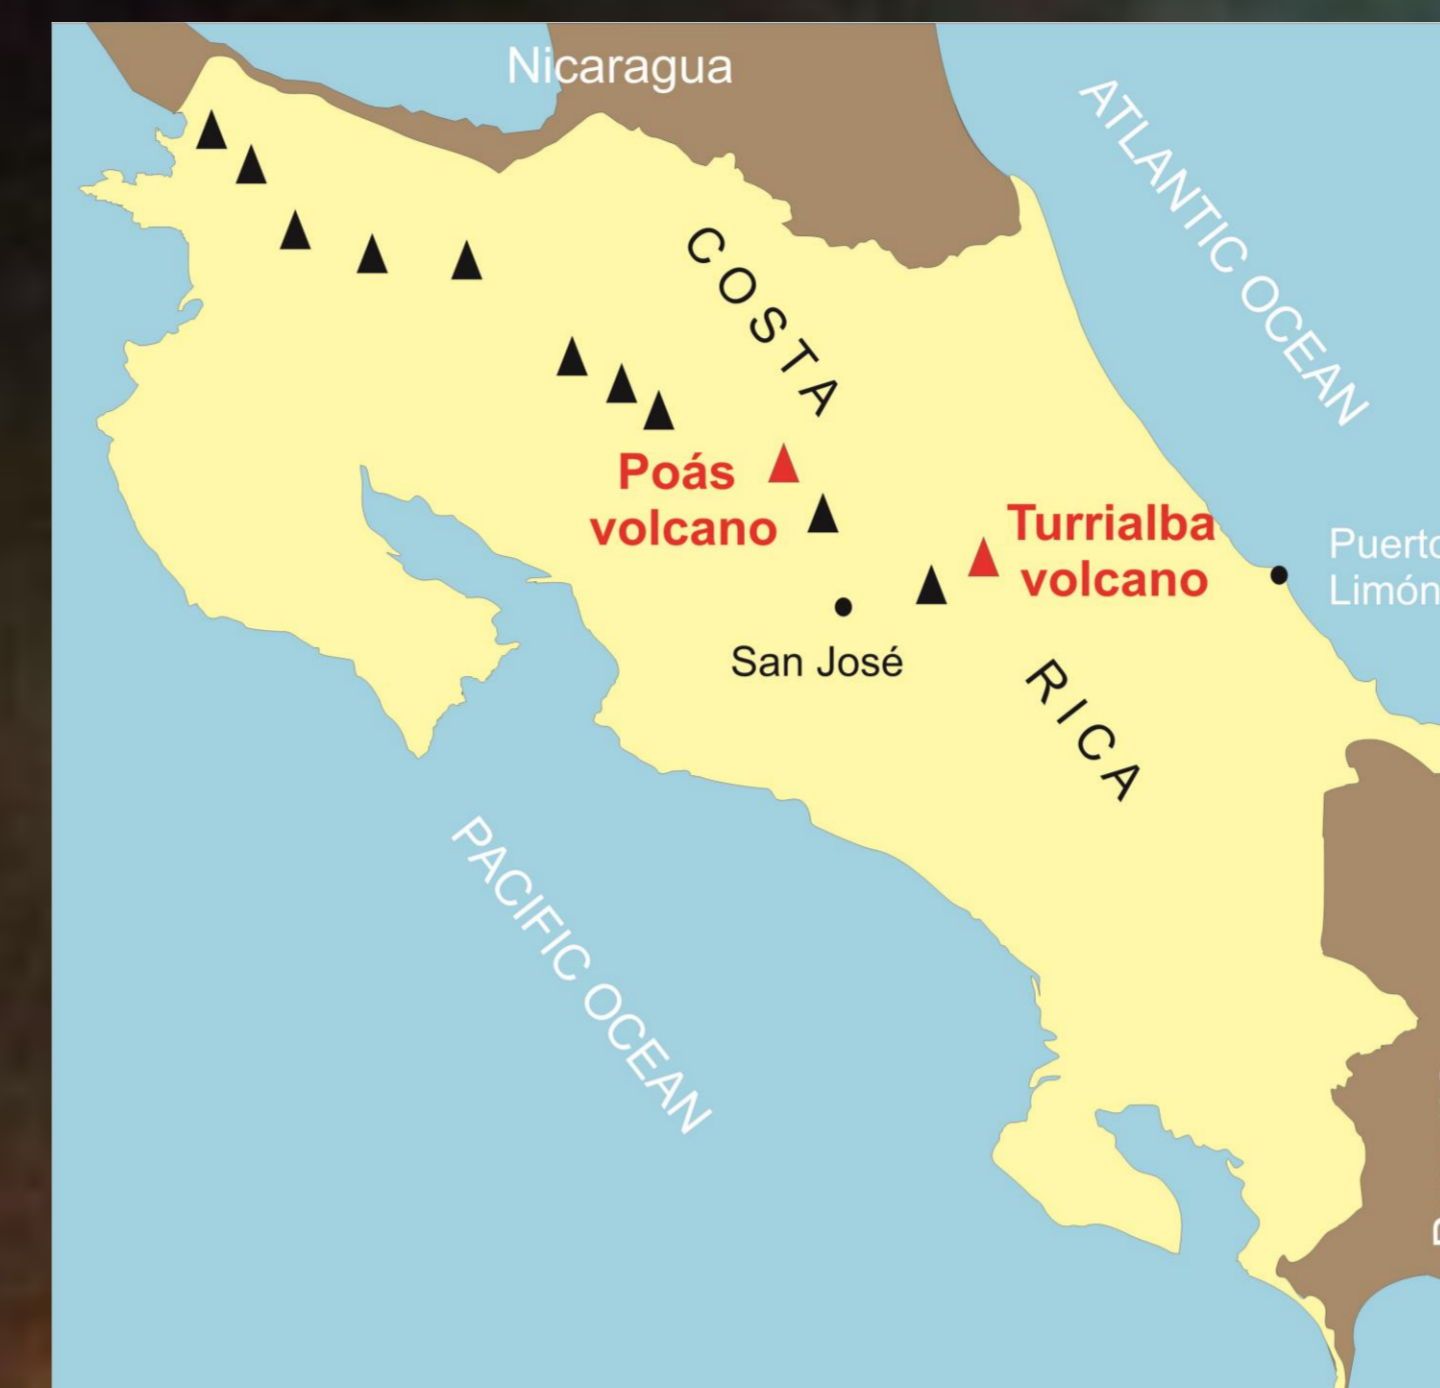 Nicaragua
ATLANTIC OCEAN
COSTA
Poás
volcano
Turrialba
volcano
Puerto
Limón
San José
RICA
PACIFIC OCEAN